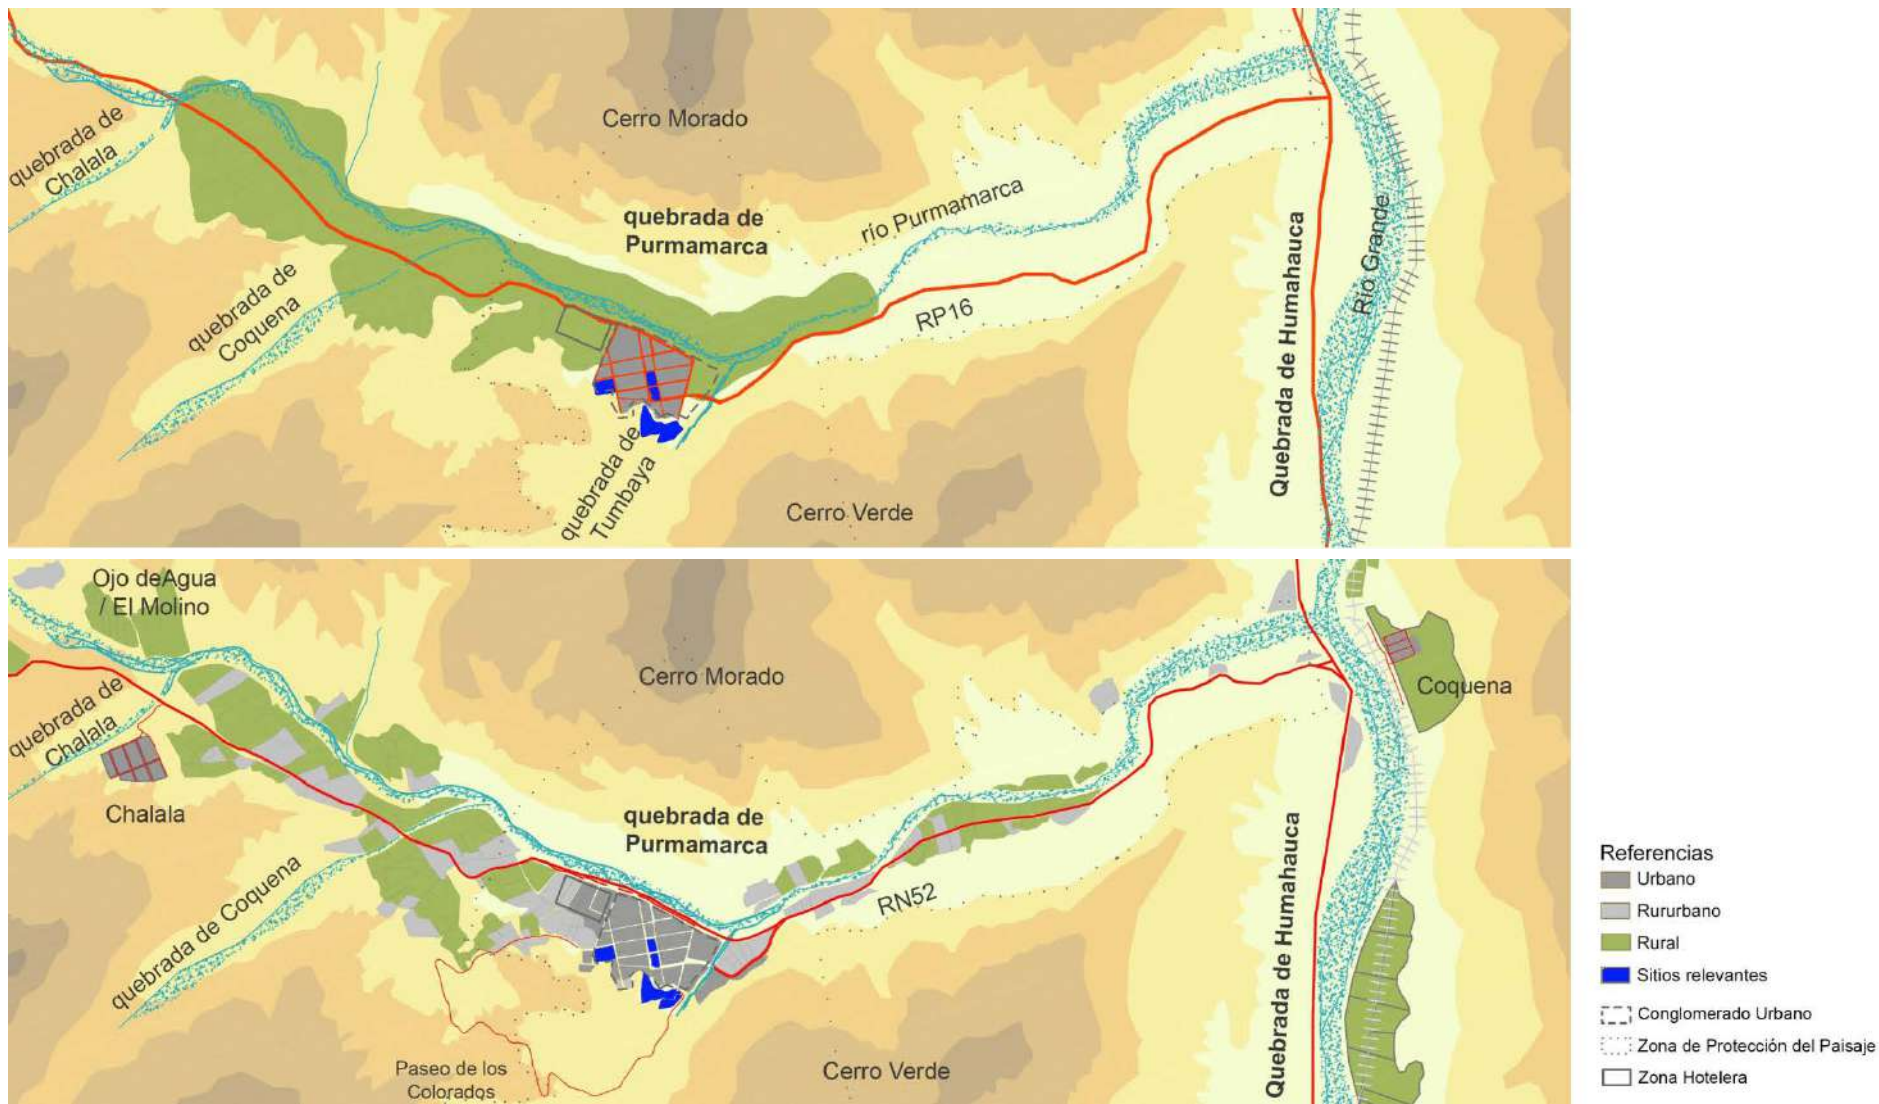 Cerro Morado
quebrada de
Chalala
quebrada de
Purmamarca
río Purmamarca
quebrada de
Coquena
RP16
Quebrada de Humahauca
Río Grande
quebrada de
Tumbaya
Cerro Verde
Ojo deAgua
/ El Molino
Cerro Morado
quebrada de
Chalala
Coquena
Chalala
quebrada de
Purmamarca
RN52
quebrada de Coquena
Quebrada de Humahauca
Paseo de los
Colorados
Cerro Verde
Referencias
Urbano
Rururbano
Rural
Sitios relevantes
Conglomerado Urbano
Zona de Protección del Paisaje
Zona Hotelera